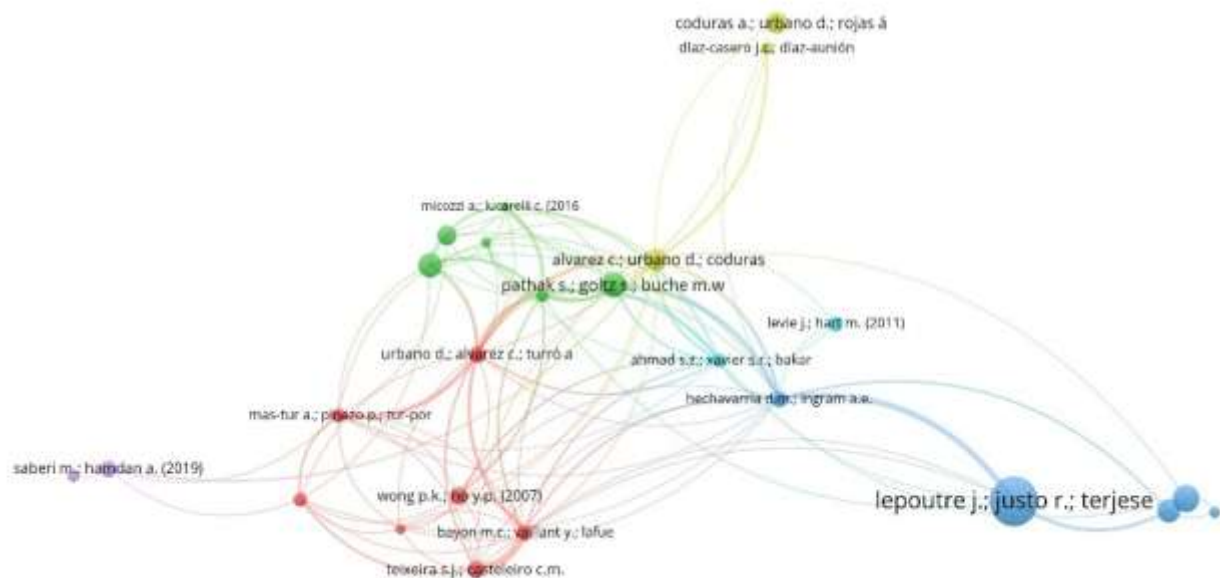 coduras a.; urbano d.; rojas á
díaz-casero j.c.; díaz-aunión
micozzi a.; lucarelli c. (2016
alvarez c.; urbano d.; coduras
pathak s.; goltz s.; buche m.w
levie j.; hart m. (2011)
urbano d.; alvarez c.; turró a
ahmad s.z.; xavier s.r.; bakar
hechavarria d.m.; ingram a.e.
mas-tur a.; pinazo p.; tur-por
saberi m.; hamdan a. (2019)
wong p.k.; ho y.p. (2007)
lepoutre j.; justo r.; terjese
bayon m.c.; vaillant y.; lafue
teixeira s.j.; casteleiro c.m.